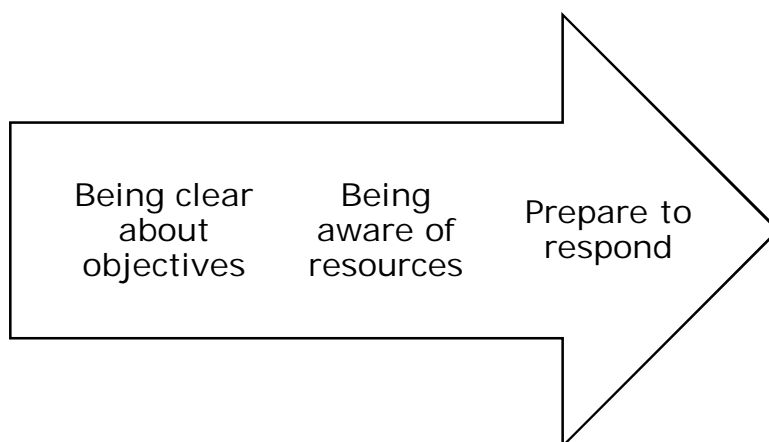 Being clear
about
objectives
Being
aware of
resources
Prepare to
respond